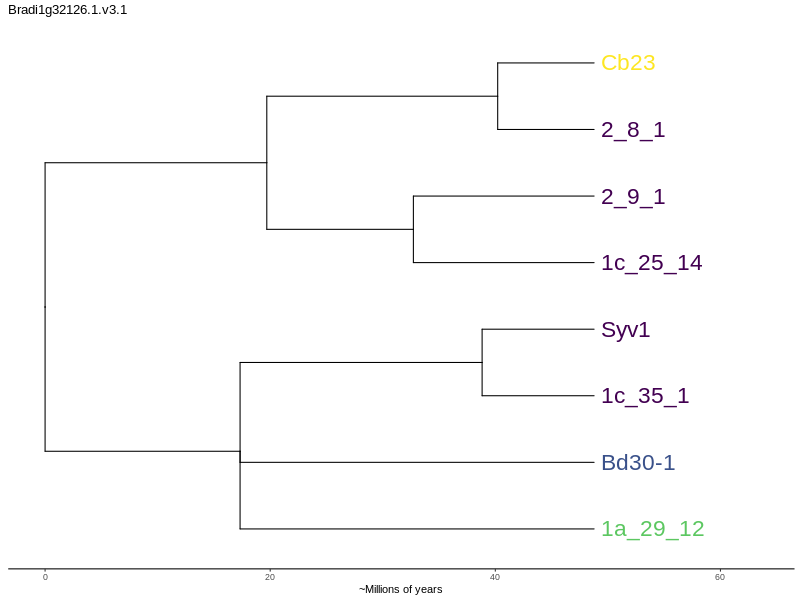 Bradi1g32126.1.v3.1
Cb23
2_8_1
2_9_1
1c_25_14
Syv1
1c_35_1
Bd30-1
1a_29_12
0 20 40 60
~Millions of years